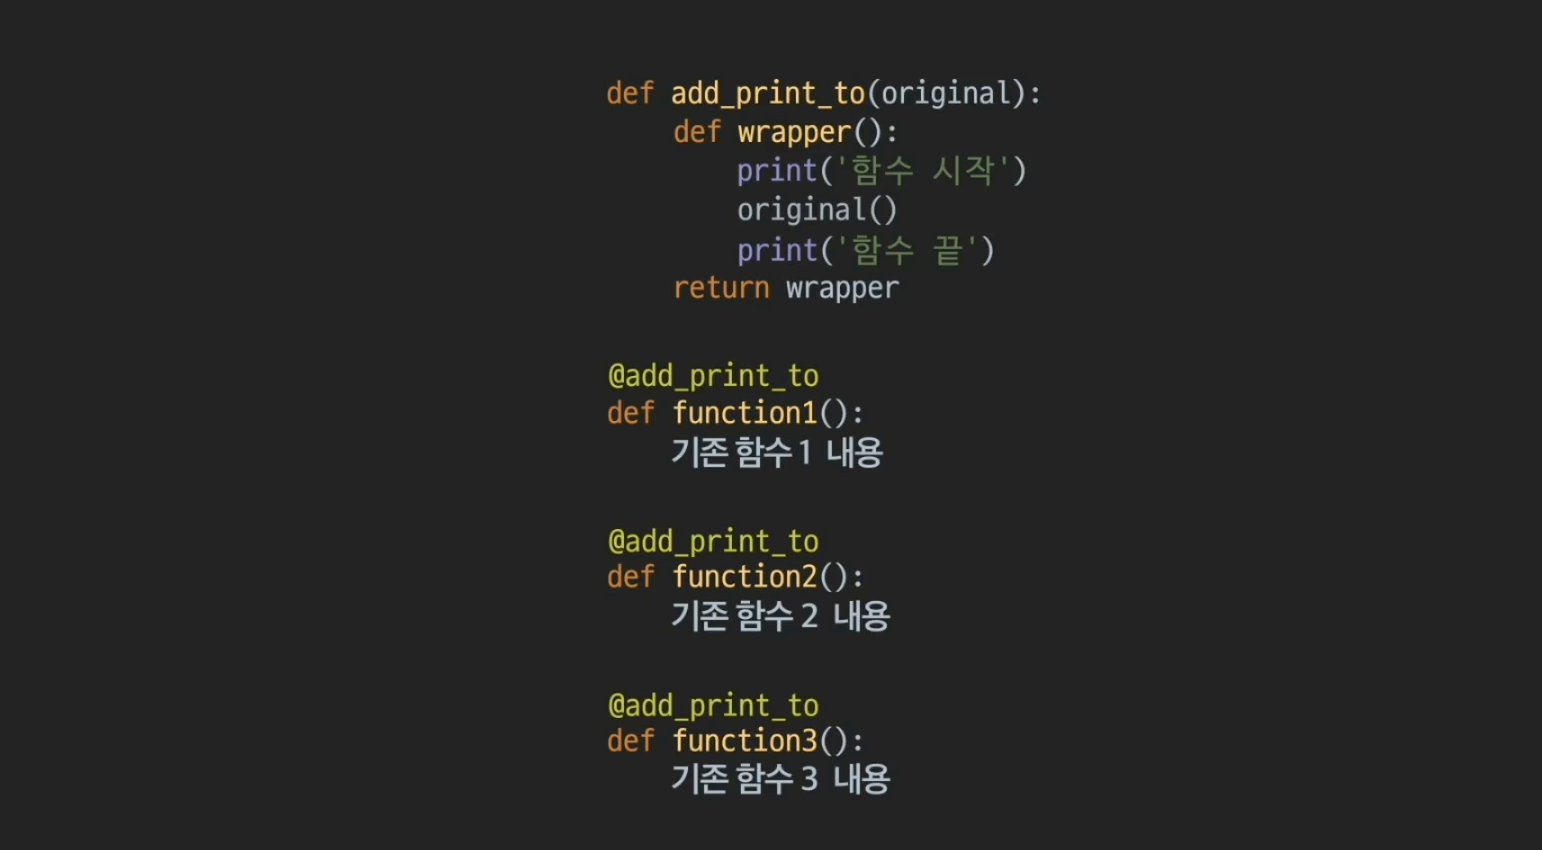 def add_print_to(original):
    def wrapper():
        print('함수 시작')
        original()
        print('함수 끝')
    return wrapper
@add_print_to
def function1():
    기존 함수 1 내용
@add_print_to
def function2():
    기존 함수 2 내용
@add_print_to
def function3():
    기존 함수 3 내용